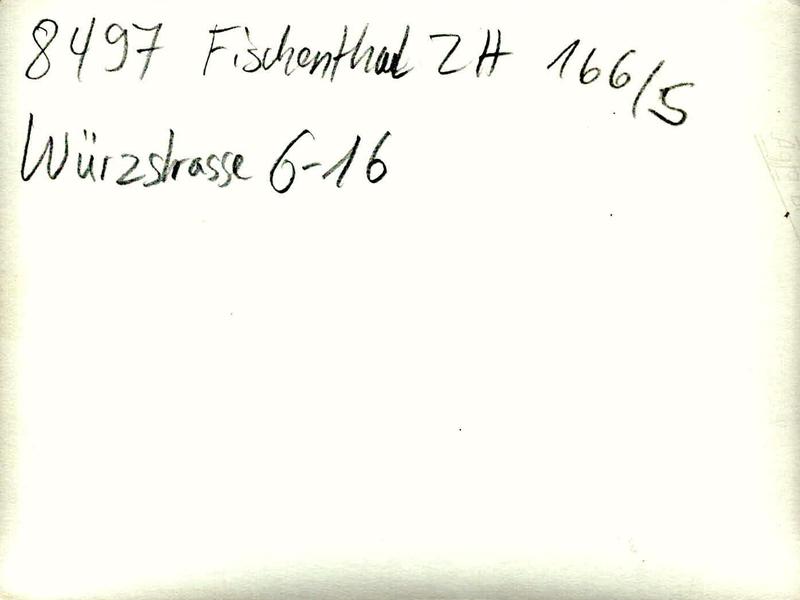 8497 Fischenthal ZH 166/5
Würzstrasse 6-16